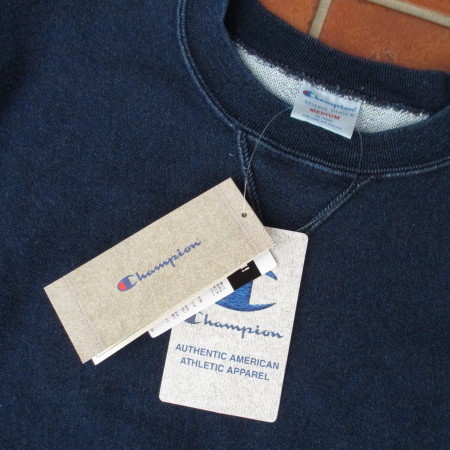 Champion
MEDIUM
Champion
Champion
AUTHENTIC AMERICAN
ATHLETIC APPAREL